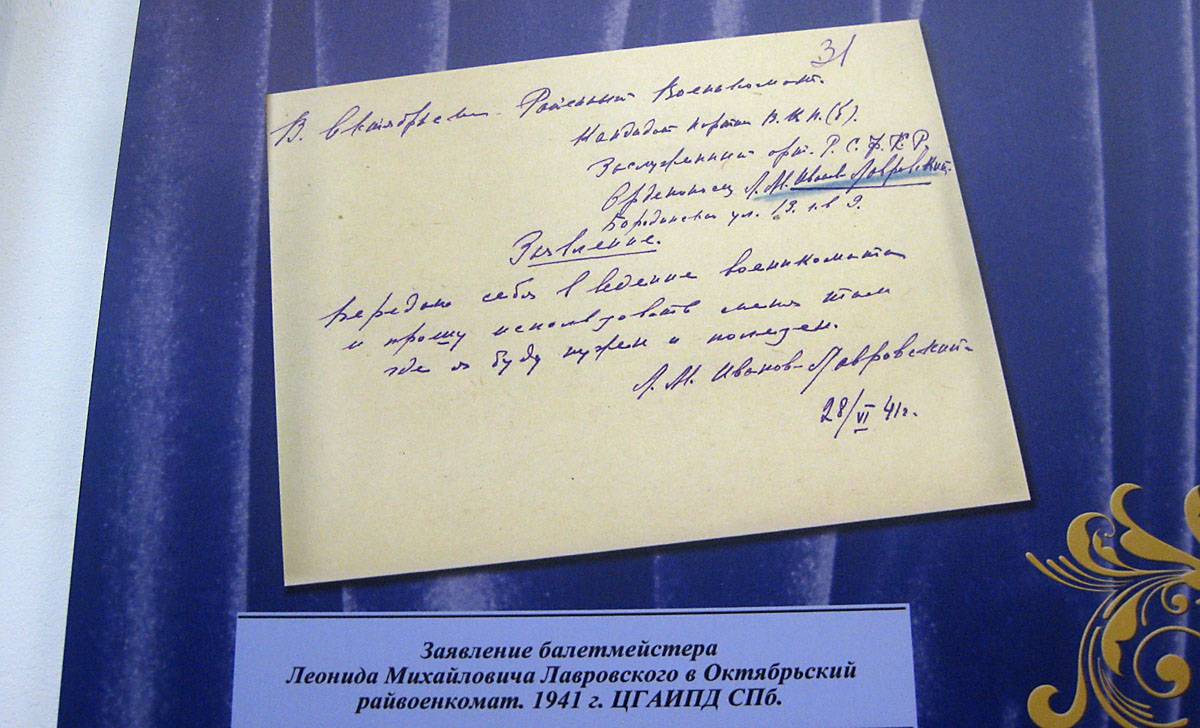 31
В Октябрьский Районный Военкомат.
Кандидат партии В.К.П.(б).
Заслуженный арт. Р.С.Ф.С.Р.
Орденоносец Л.М. Иванов-Лавровский.
Бородинская ул. 13. кв 9.
Заявление.
Передаю себя в ведение военкомата
и прошу использовать меня там
где я буду нужен и полезен.
Л.М. Иванов-Лавровский
28/VI 41г.
Заявление балетмейстера
Леонида Михайловича Лавровского в Октябрьский
райвоенкомат. 1941 г. ЦГАИПД СПб.